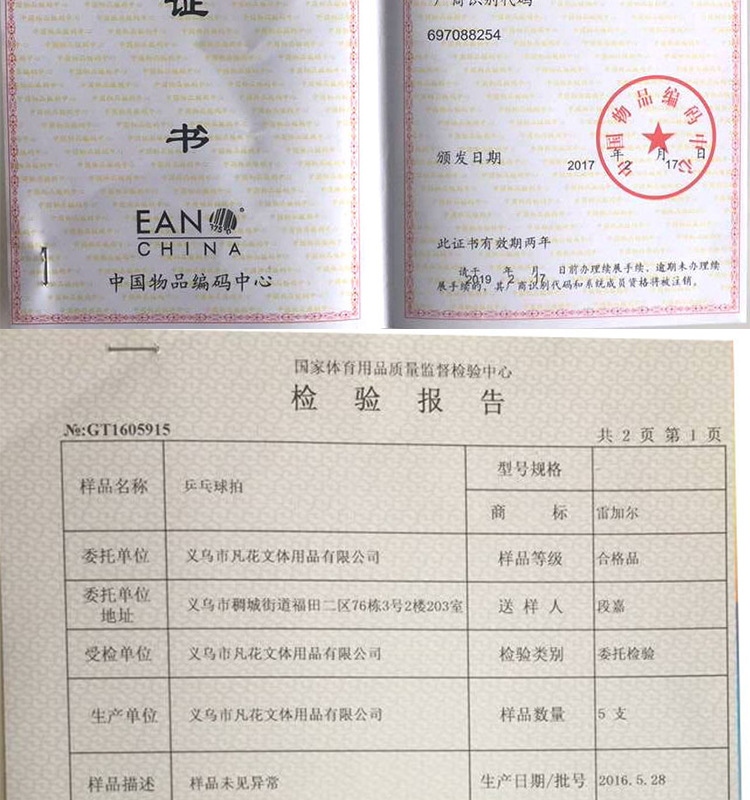 证
书
EAN
CHINA
中国物品编码中心
厂商识别代码
697088254
中国物品编码中心
颁发日期 2017 年 2 月 17 日
此证书有效期两年
请于 2019 年 2 月 17 日前办理续展手续,逾期未办理续
展手续的,其厂商识别代码和系统成员资格将被注销。
国家体育用品质量监督检验中心
检验报告
№:GT1605915
共 2 页 第 1 页
样品名称 乒乓球拍 型号规格 -
商标 雷加尔
委托单位 义乌市凡花文体用品有限公司 样品等级 合格品
委托单位
地址 义乌市稠城街道福田二区76栋3号2楼203室 送样人 段嘉
受检单位 义乌市凡花文体用品有限公司 检验类别 委托检验
生产单位 义乌市凡花文体用品有限公司 样品数量 5 支
样品描述 样品未见异常 生产日期/批号 2016.5.28